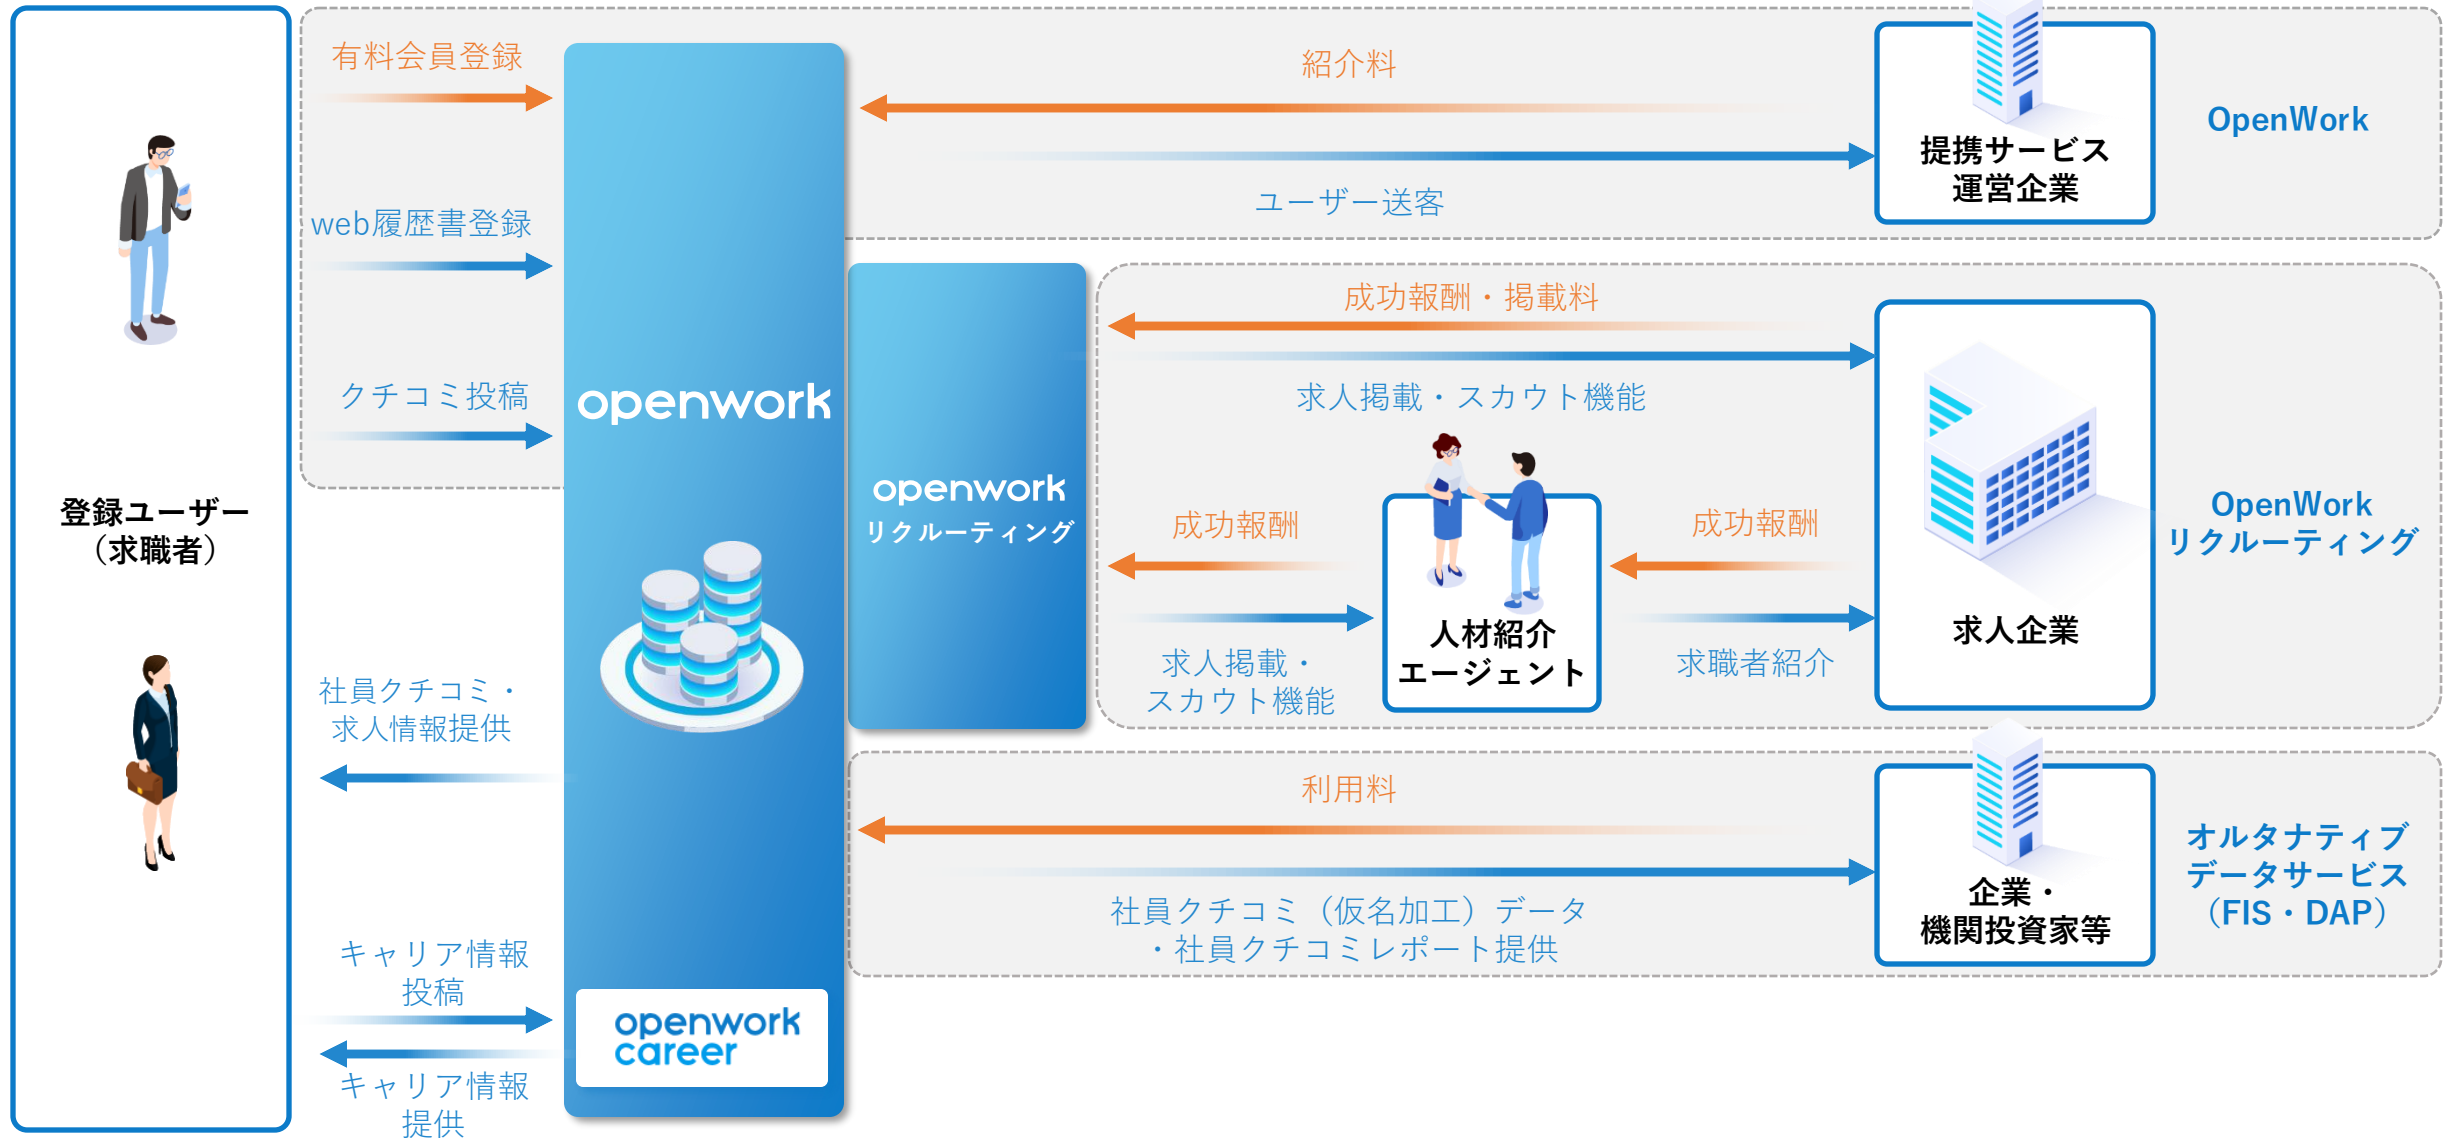 有料会員登録
web履歴書登録
クチコミ投稿
登録ユーザー
（求職者）
社員クチコミ・
求人情報提供
キャリア情報
投稿
キャリア情報
提供
openwork
openwork
career
openwork
リクルーティング
紹介料
ユーザー送客
提携サービス
運営企業
OpenWork
成功報酬・掲載料
求人掲載・スカウト機能
成功報酬
求人掲載・
スカウト機能
人材紹介
エージェント
成功報酬
求職者紹介
求人企業
OpenWork
リクルーティング
利用料
社員クチコミ（仮名加工）データ
・社員クチコミレポート提供
企業・
機関投資家等
オルタナティブ
データサービス
（FIS・DAP）